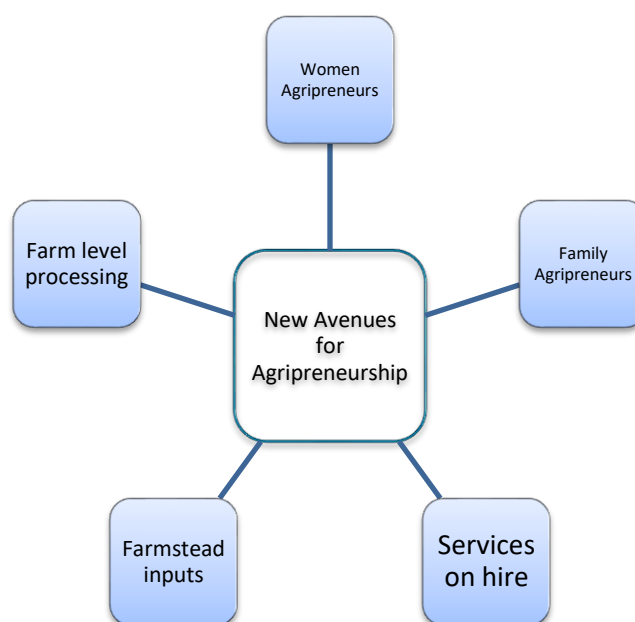 Women
Agripreneurs
Farm level
processing
Family
Agripreneurs
New Avenues
for
Agripreneurship
Farmstead
inputs
Services
on hire